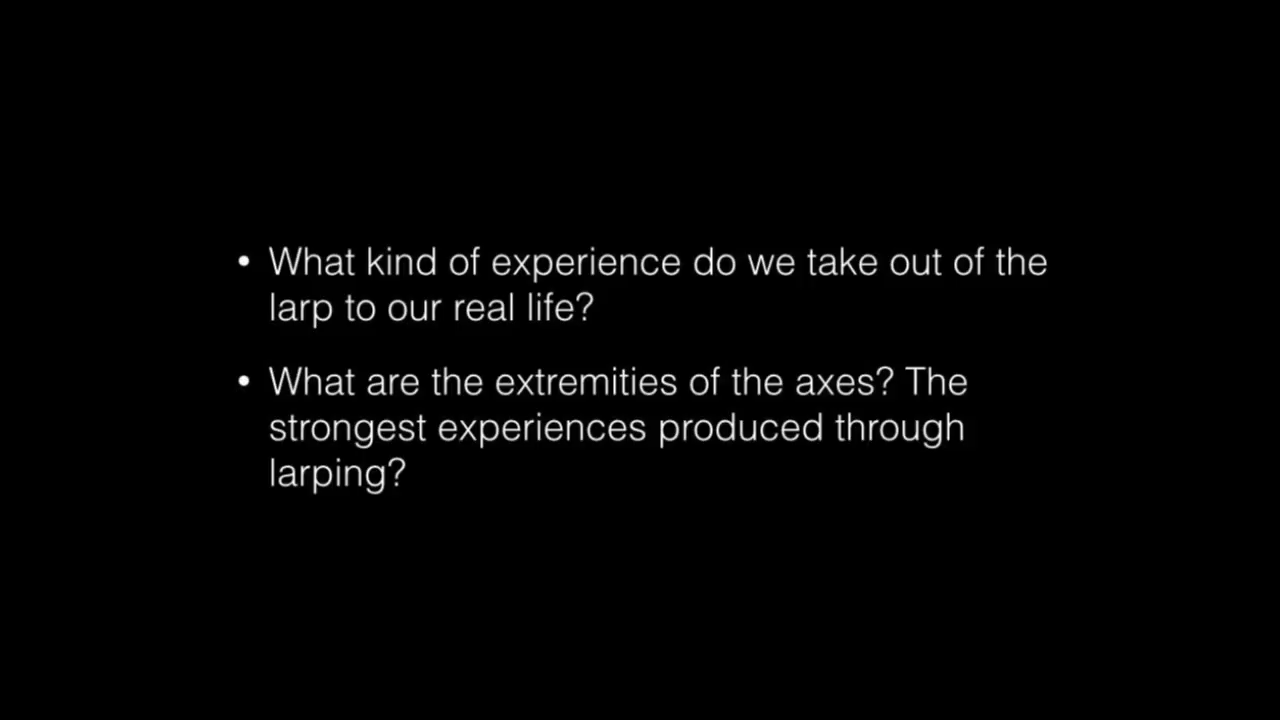 • What kind of experience do we take out of the
larp to our real life?
• What are the extremities of the axes? The
strongest experiences produced through
larping?